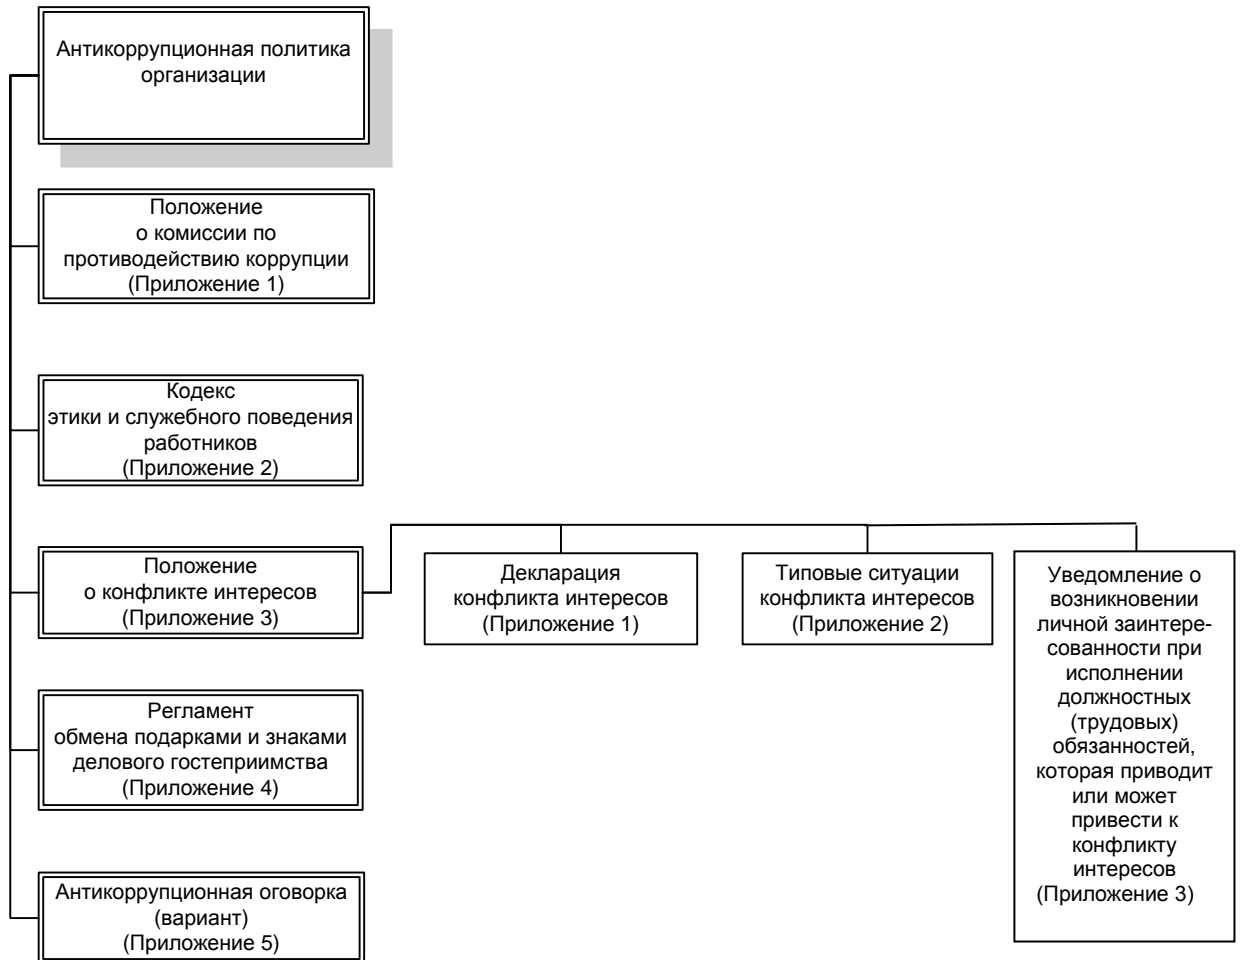 Антикоррупционная политика
организации
Положение
о комиссии по
противодействию коррупции
(Приложение 1)
Кодекс
этики и служебного поведения
работников
(Приложение 2)
Положение
о конфликте интересов
(Приложение 3)
Декларация
конфликта интересов
(Приложение 1)
Типовые ситуации
конфликта интересов
(Приложение 2)
Уведомление о
возникновении
личной заинтере-
сованности при
исполнении
должностных
(трудовых)
обязанностей,
которая приводит
или может
привести к
конфликту
интересов
(Приложение 3)
Регламент
обмена подарками и знаками
делового гостеприимства
(Приложение 4)
Антикоррупционная оговорка
(вариант)
(Приложение 5)